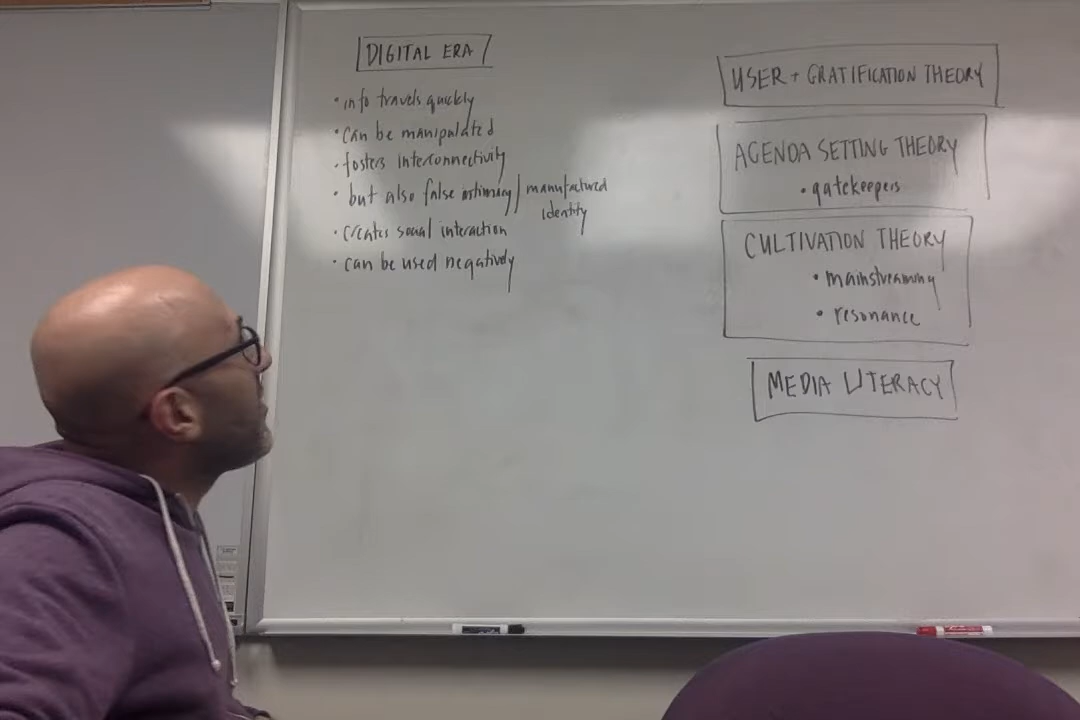 DIGITAL ERA
• info travels quickly
• can be manipulated
• fosters interconnectivity
• but also false intimacy / manufactured
identity
• creates social interaction
• can be used negatively
USER + GRATIFICATION THEORY
AGENDA SETTING THEORY
• gatekeepers
CULTIVATION THEORY
• mainstreaming
• resonance
MEDIA LITERACY